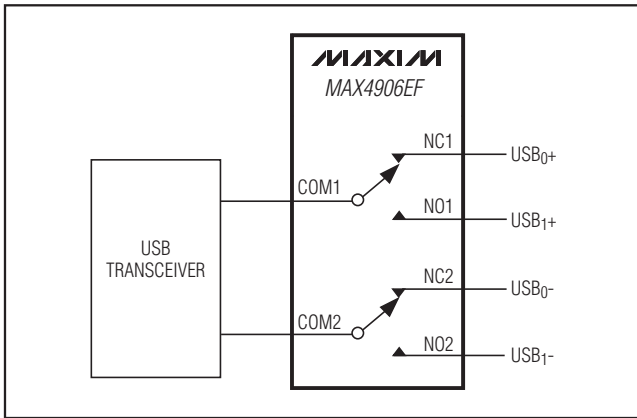 MAXIM
MAX4906EF
NC1
USB0+
COM1
NO1
USB1+
USB
TRANSCEIVER
NC2
USB0-
COM2
NO2
USB1-